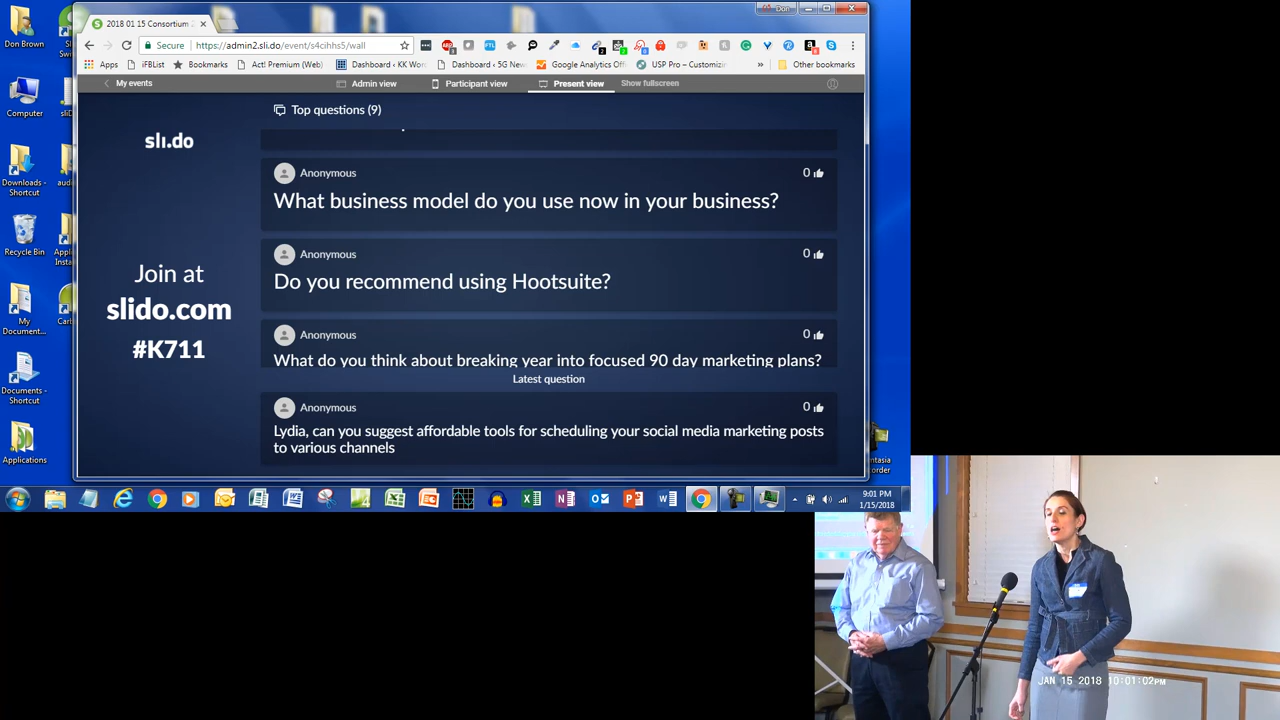 Don
2018 01 15 Consortium
Don Brown
Secure
https://admin2.sli.do/event/s4cihhs5/wall
Apps
iFBList
Bookmarks
Act! Premium (Web)
Dashboard - KK Wor
Dashboard - 5G New
Google Analytics Off
USP Pro – Customizin
»
Other bookmarks
My events
Admin view
Participant view
Present view
Show fullscreen
Computer
Downloads - Shortcut
Recycle Bin
My Document...
Documents - Shortcut
Applications
sli.do
Join at
slido.com
#K711
Top questions (9)
Anonymous
0
What business model do you use now in your business?
Anonymous
0
Do you recommend using Hootsuite?
Anonymous
0
What do you think about breaking year into focused 90 day marketing plans?
Latest question
Anonymous
0
Lydia, can you suggest affordable tools for scheduling your social media marketing posts
to various channels
9:01 PM
1/15/2018
JAN 15 2018 10:01:02PM